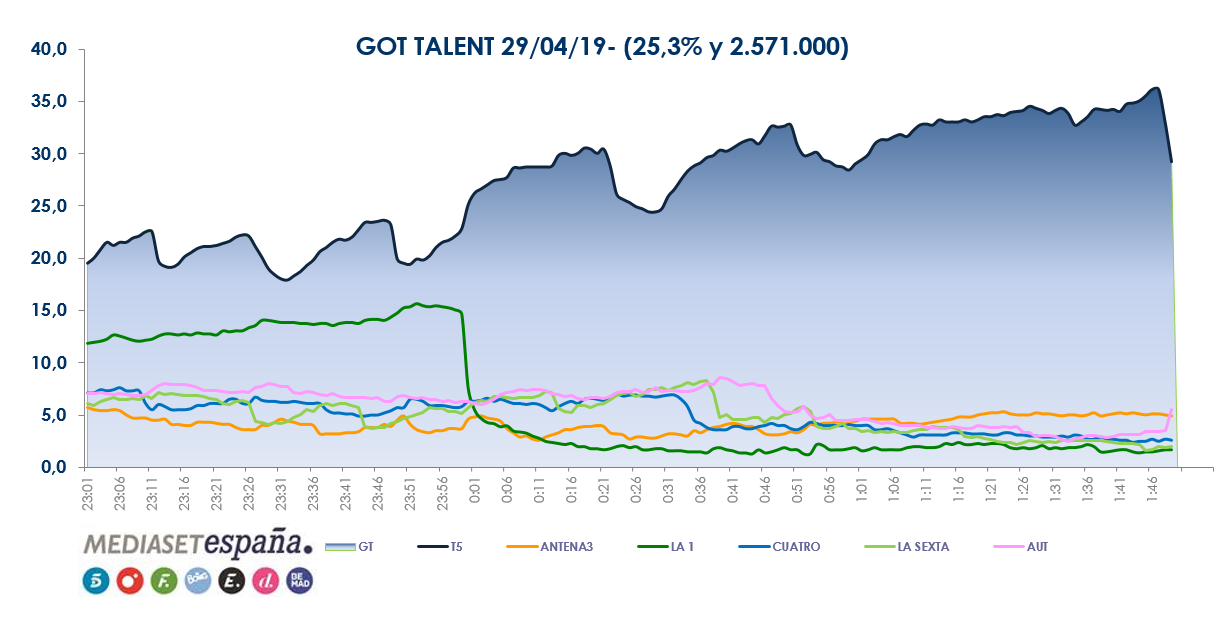 GOT TALENT 29/04/19- (25,3% y 2.571.000)
40,0
35,0
30,0
25,0
20,0
15,0
10,0
5,0
0,0
23:01 23:06 23:11 23:16 23:21 23:26 23:31 23:36 23:41 23:46 23:51 23:56 0:01 0:06 0:11 0:16 0:21 0:26 0:31 0:36 0:41 0:46 0:51 0:56 1:01 1:06 1:11 1:16 1:21 1:26 1:31 1:36 1:41 1:46
MEDIASETespaña.
GT T5 ANTENA3 LA 1 CUATRO LA SEXTA AUT
5 F. Boing E. d. BE MAD